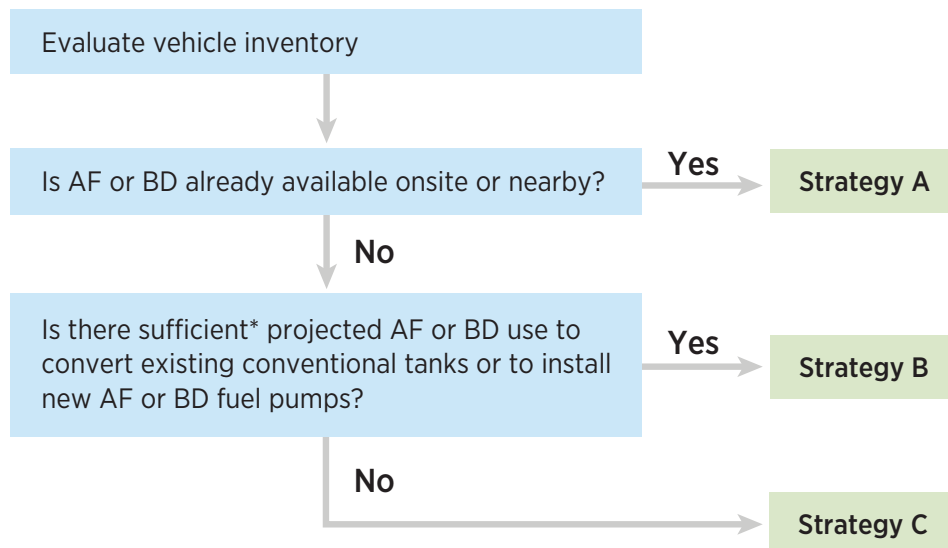 Evaluate vehicle inventory
Is AF or BD already available onsite or nearby?
Yes
Strategy A
No
Is there sufficient* projected AF or BD use to
convert existing conventional tanks or to install
new AF or BD fuel pumps?
Yes
Strategy B
No
Strategy C